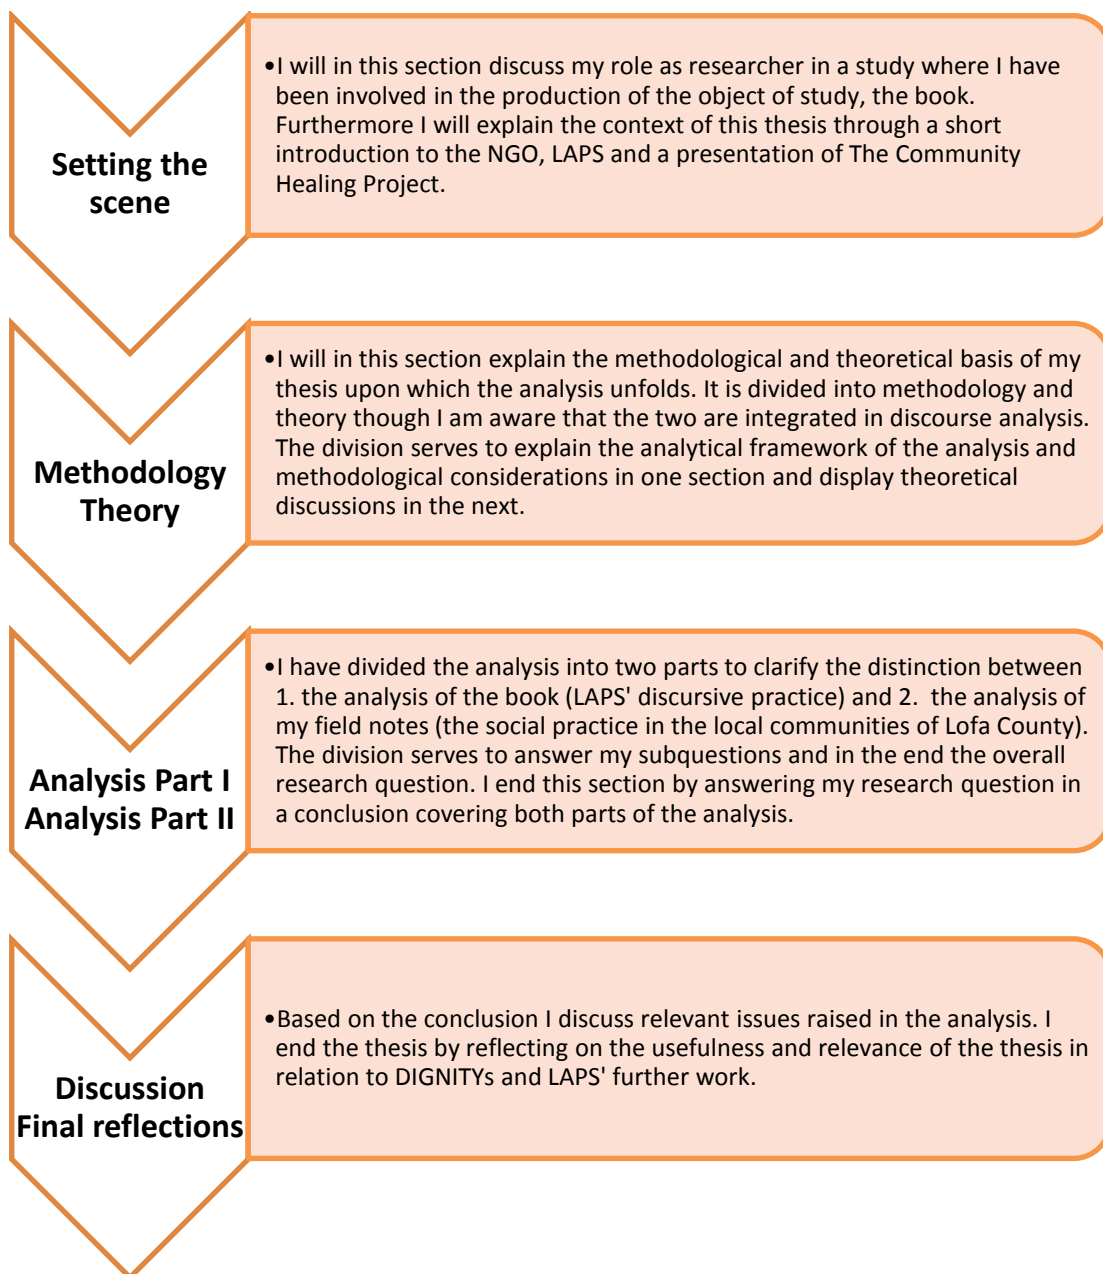 Setting the
scene
•I will in this section discuss my role as researcher in a study where I have
been involved in the production of the object of study, the book.
Furthermore I will explain the context of this thesis through a short
introduction to the NGO, LAPS and a presentation of The Community
Healing Project.
Methodology
Theory
•I will in this section explain the methodological and theoretical basis of my
thesis upon which the analysis unfolds. It is divided into methodology and
theory though I am aware that the two are integrated in discourse analysis.
The division serves to explain the analytical framework of the analysis and
methodological considerations in one section and display theoretical
discussions in the next.
Analysis Part I
Analysis Part II
•I have divided the analysis into two parts to clarify the distinction between
1. the analysis of the book (LAPS' discursive practice) and 2.  the analysis of
my field notes (the social practice in the local communities of Lofa County).
The division serves to answer my subquestions and in the end the overall
research question. I end this section by answering my research question in
a conclusion covering both parts of the analysis.
Discussion
Final reflections
•Based on the conclusion I discuss relevant issues raised in the analysis. I
end the thesis by reflecting on the usefulness and relevance of the thesis in
relation to DIGNITYs and LAPS' further work.